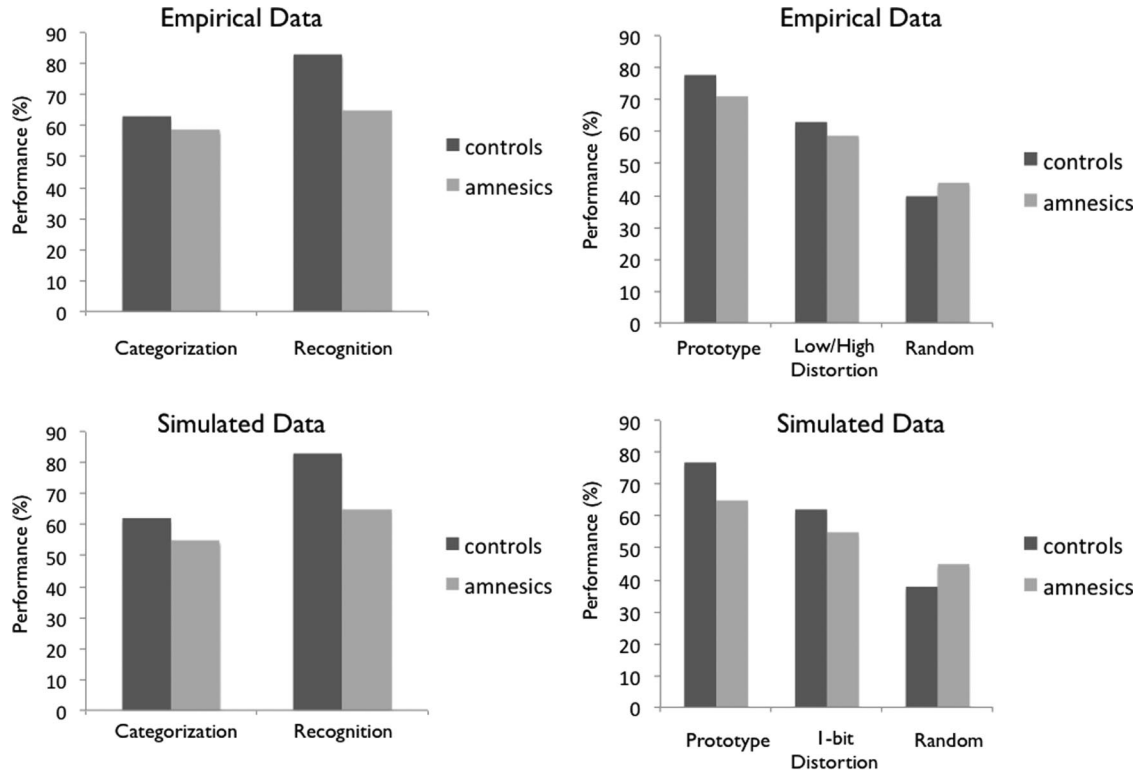 Empirical Data
90
80
70
60
50
40
30
20
10
0
Performance (%)
Categorization
Recognition
controls
amnesics
Empirical Data
90
80
70
60
50
40
30
20
10
0
Performance (%)
Prototype
Low/High
Distortion
Random
controls
amnesics
Simulated Data
90
80
70
60
50
40
30
20
10
0
Performance (%)
Categorization
Recognition
controls
amnesics
Simulated Data
90
80
70
60
50
40
30
20
10
0
Performance (%)
Prototype
1-bit
Distortion
Random
controls
amnesics